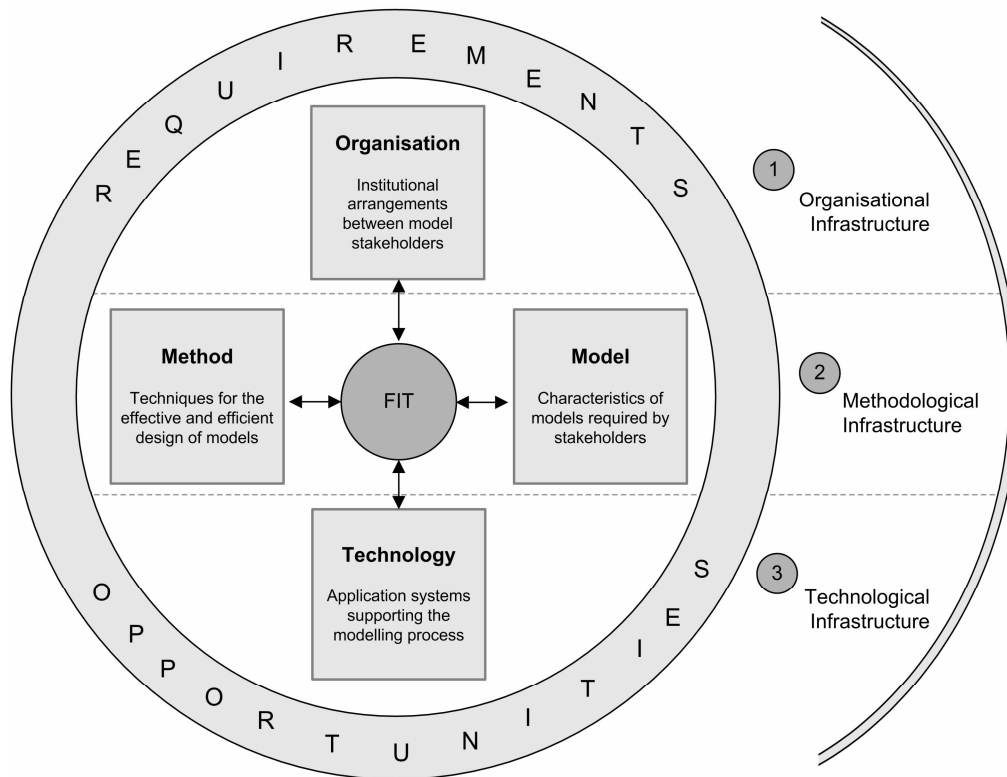 REQUIREMENTS
Organisation
Institutional
arrangements
between model
stakeholders
1
Organisational
Infrastructure
Method
Techniques for the
effective and efficient
design of models
FIT
Model
Characteristics of
models required by
stakeholders
2
Methodological
Infrastructure
Technology
Application systems
supporting the
modelling process
3
Technological
Infrastructure
OPPORTUNITIES